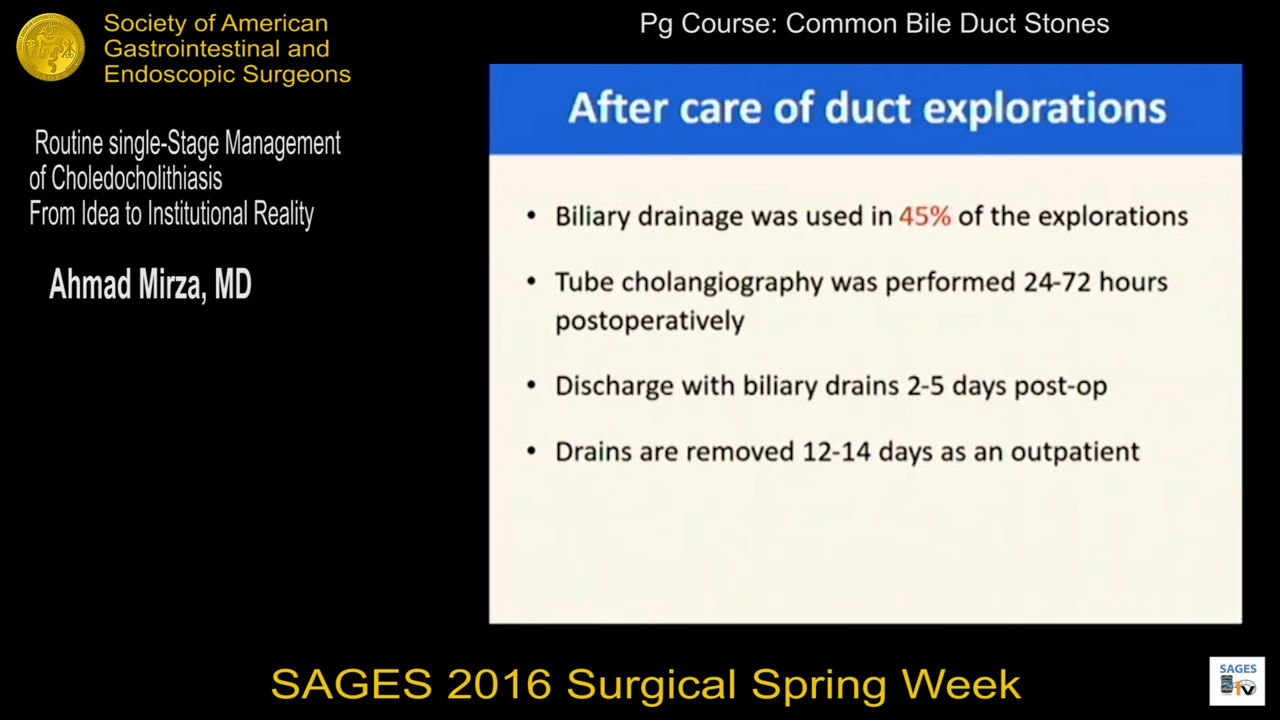 Society of American
Gastrointestinal and
Endoscopic Surgeons
Pg Course: Common Bile Duct Stones
Routine single-Stage Management
of Choledocholithiasis
From Idea to Institutional Reality
Ahmad Mirza, MD
After care of duct explorations
• Biliary drainage was used in 45% of the explorations
• Tube cholangiography was performed 24-72 hours
postoperatively
• Discharge with biliary drains 2-5 days post-op
• Drains are removed 12-14 days as an outpatient
SAGES 2016 Surgical Spring Week
SAGES
TV